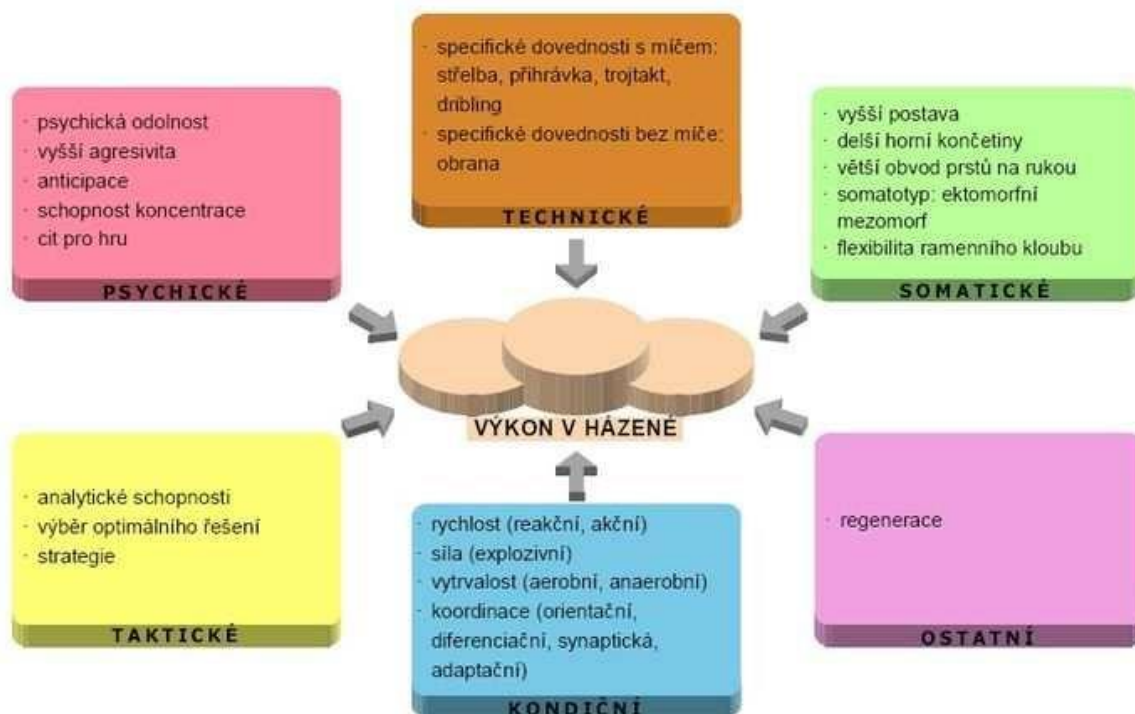 · specifické dovednosti s míčem:
střelba, přihrávka, trojtakt,
dribling
· specifické dovednosti bez míče:
obrana
TECHNICKÉ
· psychická odolnost
· vyšší agresivita
· anticipace
· schopnost koncentrace
· cit pro hru
PSYCHICKÉ
· vyšší postava
· delší horní končetiny
· větší obvod prstů na rukou
· somatotyp: ektomorfní
mezomorf
· flexibilita ramenního kloubu
SOMATICKÉ
VÝKON V HÁZENÉ
· analytické schopnosti
· výběr optimálního řešení
· strategie
TAKTICKÉ
· rychlost (reakční, akční)
· síla (explozivní)
· vytrvalost (aerobní, anaerobní)
· koordinace (orientační,
diferenciační, synaptická,
adaptační)
KONDIČNÍ
· regenerace
OSTATNÍ